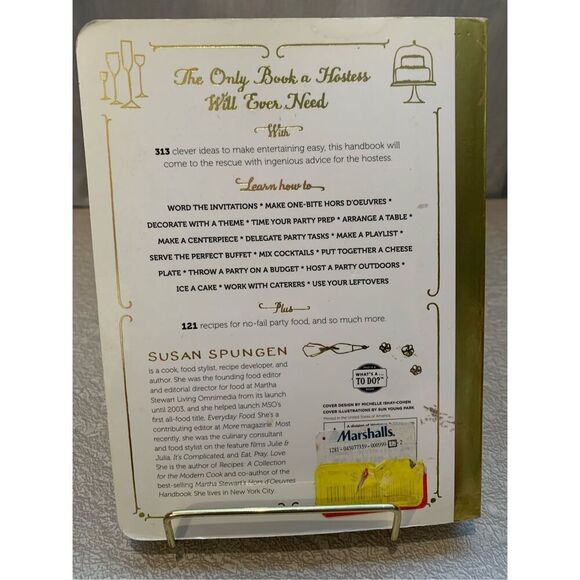 The Only Book a Hostess
Will Ever Need
With
313 clever ideas to make entertaining easy, this handbook will
come to the rescue with ingenious advice for the hostess.
Learn how to
WORD THE INVITATIONS * MAKE ONE-BITE HORS D'OEUVRES *
DECORATE WITH A THEME * TIME YOUR PARTY PREP * ARRANGE A TABLE *
MAKE A CENTERPIECE * DELEGATE PARTY TASKS * MAKE A PLAYLIST *
SERVE THE PERFECT BUFFET * MIX COCKTAILS * PUT TOGETHER A CHEESE
PLATE * THROW A PARTY ON A BUDGET * HOST A PARTY OUTDOORS *
ICE A CAKE * WORK WITH CATERERS * USE YOUR LEFTOVERS
Plus
121 recipes for no-fail party food, and so much more.
SUSAN SPUNGEN
is a cook, food stylist, recipe developer, and
author. She was the founding food editor
and editorial director for food at Martha
Stewart Living Omnimedia from its launch
until 2003, and she helped launch MSO's
first all-food title, Everyday Food. She's a
contributing editor at More magazine. Most
recently, she was the culinary consultant
and food stylist on the feature films Julie &
Julia, It's Complicated, and Eat, Pray, Love.
She is the author of Recipes: A Collection
for the Modern Cook and co-author of the
best-selling Martha Stewart's Hors d'Oeuvres
Handbook. She lives in New York City.
WHAT'S A...
TO DO?
COVER DESIGN BY MICHELLE ISHAY-COHEN
COVER ILLUSTRATIONS BY SUN YOUNG PARK
Printed in the United States of America
Marshalls